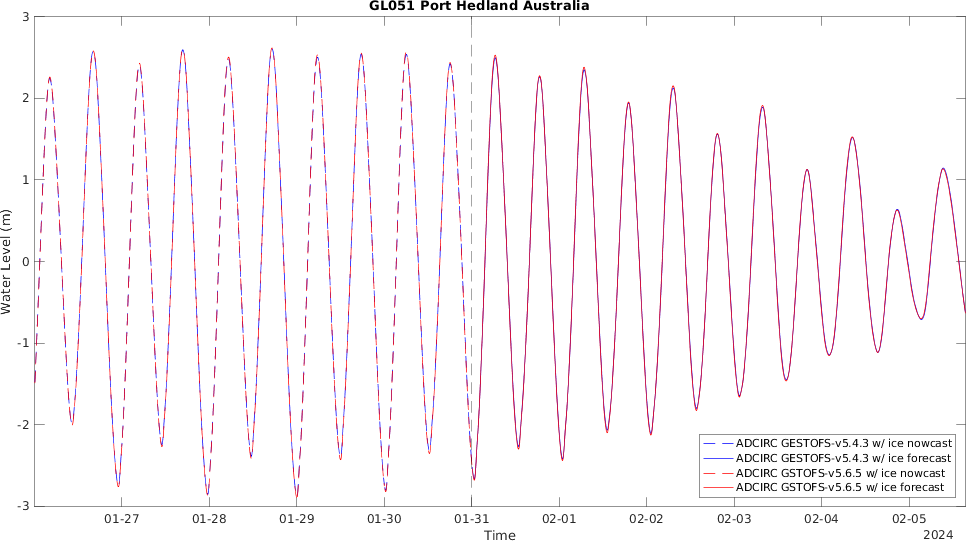 GL051 Port Hedland Australia
3
2
1
0
-1
-2
-3
Water Level (m)
01-27 01-28 01-29 01-30 01-31 02-01 02-02 02-03 02-04 02-05
Time
2024
ADCIRC GESTOFS-v5.4.3 w/ ice nowcast
ADCIRC GESTOFS-v5.4.3 w/ ice forecast
ADCIRC GSTOFS-v5.6.5 w/ ice nowcast
ADCIRC GSTOFS-v5.6.5 w/ ice forecast